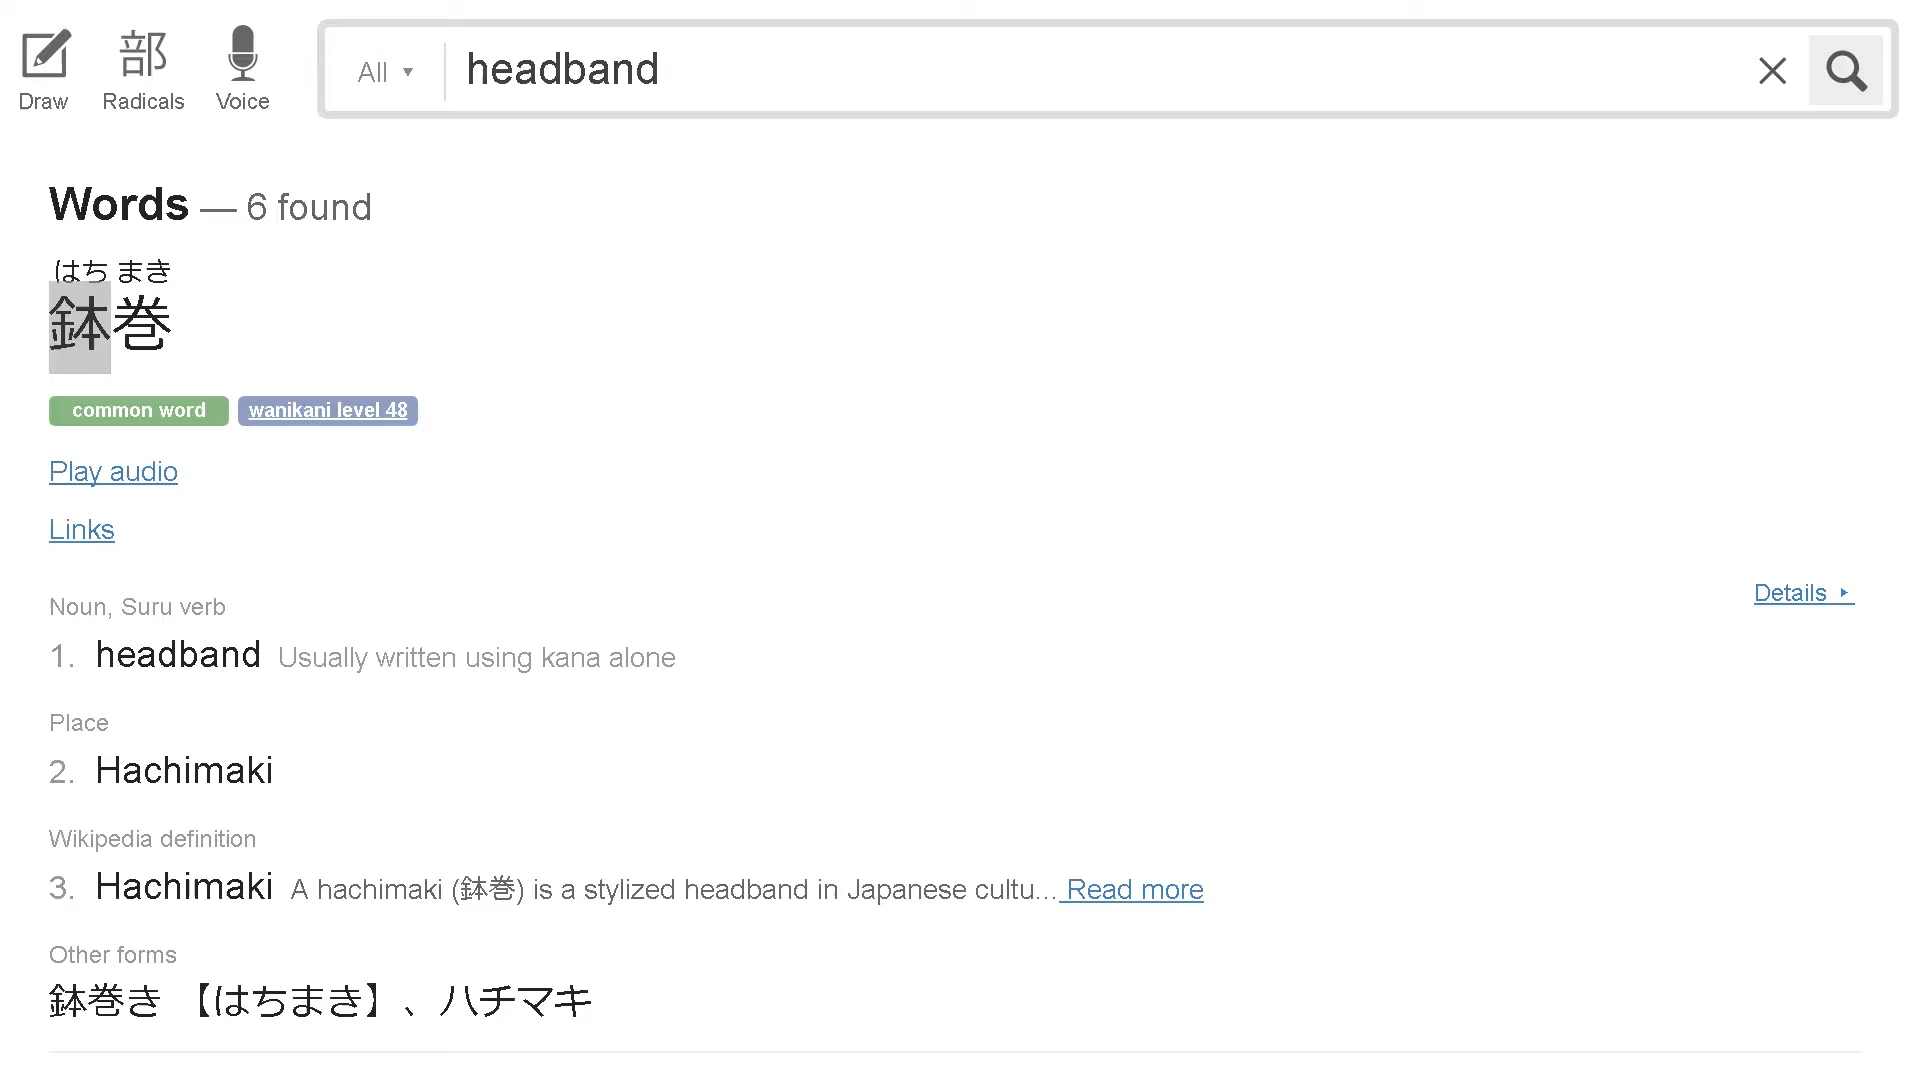 Draw
部
Radicals
Voice
All ▾
headband
Words — 6 found
はち まき
鉢巻
common word
wanikani level 48
Play audio
Links
Details ▸
Noun, Suru verb
1. headband Usually written using kana alone
Place
2. Hachimaki
Wikipedia definition
3. Hachimaki A hachimaki (鉢巻) is a stylized headband in Japanese cultu... Read more
Other forms
鉢巻き 【はちまき】、ハチマキ